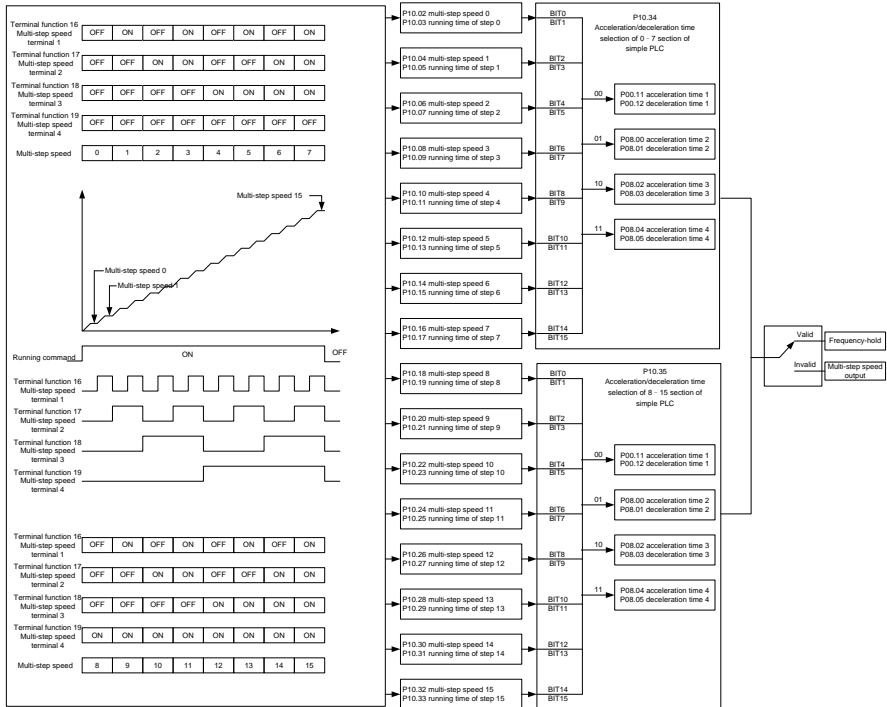 Terminal function 16
Multi-step speed
terminal 1
OFF ON OFF ON OFF ON OFF ON
Terminal function 17
Multi-step speed
terminal 2
OFF OFF ON ON OFF OFF ON ON
Terminal function 18
Multi-step speed
terminal 3
OFF OFF OFF OFF ON ON ON ON
Terminal function 19
Multi-step speed
terminal 4
OFF OFF OFF OFF OFF OFF OFF OFF
Multi-step speed 0 1 2 3 4 5 6 7
Multi-step speed 15
Multi-step speed 0
Multi-step speed 1
Running command ON OFF
Terminal function 16
Multi-step speed
terminal 1
Terminal function 17
Multi-step speed
terminal 2
Terminal function 18
Multi-step speed
terminal 3
Terminal function 19
Multi-step speed
terminal 4
Terminal function 16
Multi-step speed
terminal 1
OFF ON OFF ON OFF ON OFF ON
Terminal function 17
Multi-step speed
terminal 2
OFF OFF ON ON OFF OFF ON ON
Terminal function 18
Multi-step speed
terminal 3
OFF OFF OFF OFF ON ON ON ON
Terminal function 19
Multi-step speed
terminal 4
ON ON ON ON ON ON ON ON
Multi-step speed 8 9 10 11 12 13 14 15
P10.02 multi-step speed 0
P10.03 running time of step 0
P10.04 multi-step speed 1
P10.05 running time of step 1
P10.06 multi-step speed 2
P10.07 running time of step 2
P10.08 multi-step speed 3
P10.09 running time of step 3
P10.10 multi-step speed 4
P10.11 running time of step 4
P10.12 multi-step speed 5
P10.13 running time of step 5
P10.14 multi-step speed 6
P10.15 running time of step 6
P10.16 multi-step speed 7
P10.17 running time of step 7
P10.18 multi-step speed 8
P10.19 running time of step 8
P10.20 multi-step speed 9
P10.21 running time of step 9
P10.22 multi-step speed 10
P10.23 running time of step 10
P10.24 multi-step speed 11
P10.25 running time of step 11
P10.26 multi-step speed 12
P10.27 running time of step 12
P10.28 multi-step speed 13
P10.29 running time of step 13
P10.30 multi-step speed 14
P10.31 running time of step 14
P10.32 multi-step speed 15
P10.33 running time of step 15
BIT0
BIT1
BIT2
BIT3
BIT4
BIT5
BIT6
BIT7
BIT8
BIT9
BIT10
BIT11
BIT12
BIT13
BIT14
BIT15
P10.34
Acceleration/deceleration time
selection of 0 - 7 section of
simple PLC
00
P00.11 acceleration time 1
P00.12 deceleration time 1
01
P08.00 acceleration time 2
P08.01 deceleration time 2
10
P08.02 acceleration time 3
P08.03 deceleration time 3
11
P08.04 acceleration time 4
P08.05 deceleration time 4
BIT0
BIT1
BIT2
BIT3
BIT4
BIT5
BIT6
BIT7
BIT8
BIT9
BIT10
BIT11
BIT12
BIT13
BIT14
BIT15
P10.35
Acceleration/deceleration time
selection of 8 - 15 section of
simple PLC
00
P00.11 acceleration time 1
P00.12 deceleration time 1
01
P08.00 acceleration time 2
P08.01 deceleration time 2
10
P08.02 acceleration time 3
P08.03 deceleration time 3
11
P08.04 acceleration time 4
P08.05 deceleration time 4
Valid
Frequency-hold
Invalid
Multi-step speed
output